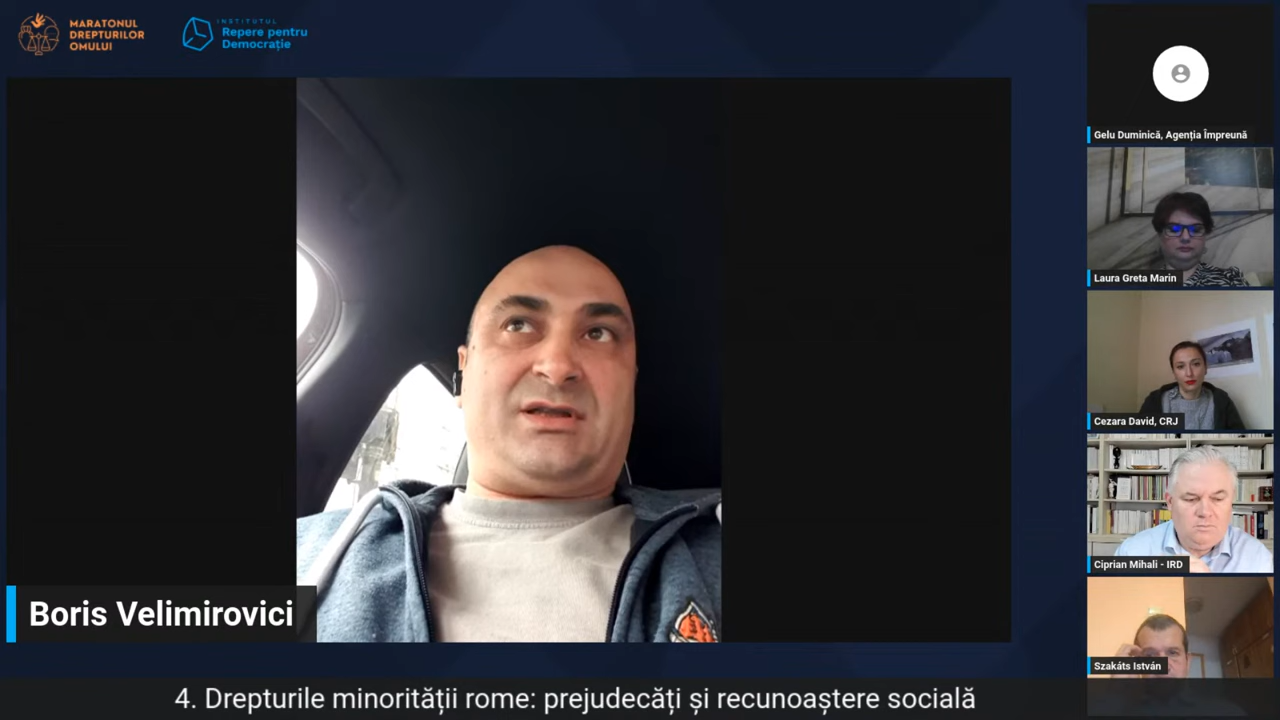 MARATONUL
DREPTURILOR
OMULUI
INSTITUTUL
Repere pentru
Democrație
Gelu Duminică, Agenția Împreună
Laura Greta Marin
Cezara David, CRJ
Ciprian Mihali - IRD
Szakáts István
Boris Velimirovici
4. Drepturile minorității rome: prejudecăți și recunoaștere socială